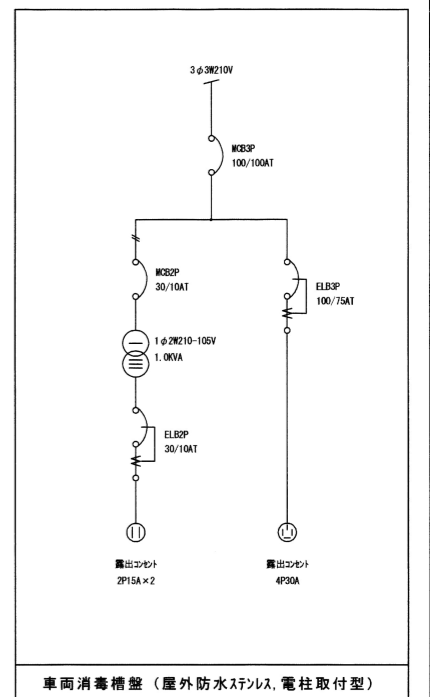 3φ3W210V
MCB3P
100/100AT
MCB2P
30/10AT
ELB3P
100/75AT
1φ2W210-105V
1.0KVA
ELB2P
30/10AT
露出コンセント
2P15A×2
露出コンセント
4P30A
車両消毒槽盤（屋外防水ステンレス,電柱取付型）